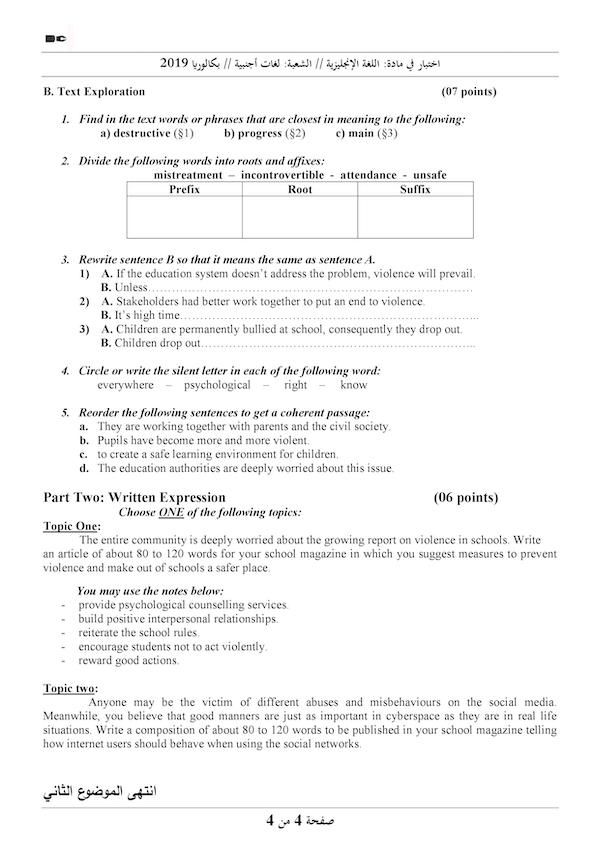 اختبار في مادة: اللغة الإنجليزية // الشعبة: لغات أجنبية // بكالوريا 2019
B. Text Exploration (07 points)
1. Find in the text words or phrases that are closest in meaning to the following:
a) destructive (§1) b) progress (§2) c) main (§3)
2. Divide the following words into roots and affixes:
mistreatment – incontrovertible - attendance - unsafe
Prefix Root Suffix
3. Rewrite sentence B so that it means the same as sentence A.
1) A. If the education system doesn't address the problem, violence will prevail.
B. Unless……………………………………………………………
2) A. Stakeholders had better work together to put an end to violence.
B. It's high time…………………………………………………………..
3) A. Children are permanently bullied at school, consequently they drop out.
B. Children drop out……………………………………………………..
4. Circle or write the silent letter in each of the following word:
everywhere – psychological – right – know
5. Reorder the following sentences to get a coherent passage:
a. They are working together with parents and the civil society.
b. Pupils have become more and more violent.
c. to create a safe learning environment for children.
d. The education authorities are deeply worried about this issue.
Part Two: Written Expression (06 points)
Choose ONE of the following topics:
Topic One:
The entire community is deeply worried about the growing report on violence in schools. Write
an article of about 80 to 120 words for your school magazine in which you suggest measures to prevent
violence and make out of schools a safer place.
You may use the notes below:
- provide psychological counselling services.
- build positive interpersonal relationships.
- reiterate the school rules.
- encourage students not to act violently.
- reward good actions.
Topic two:
Anyone may be the victim of different abuses and misbehaviours on the social media.
Meanwhile, you believe that good manners are just as important in cyberspace as they are in real life
situations. Write a composition of about 80 to 120 words to be published in your school magazine telling
how internet users should behave when using the social networks.
انتهى الموضوع الثاني
صفحة 4 من 4